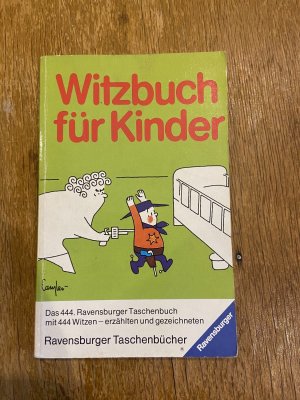 Witzbuch
für Kinder
Das 444. Ravensburger Taschenbuch
mit 444 Witzen – erzählten und gezeichneten
Ravensburger Taschenbücher
Ravensburger